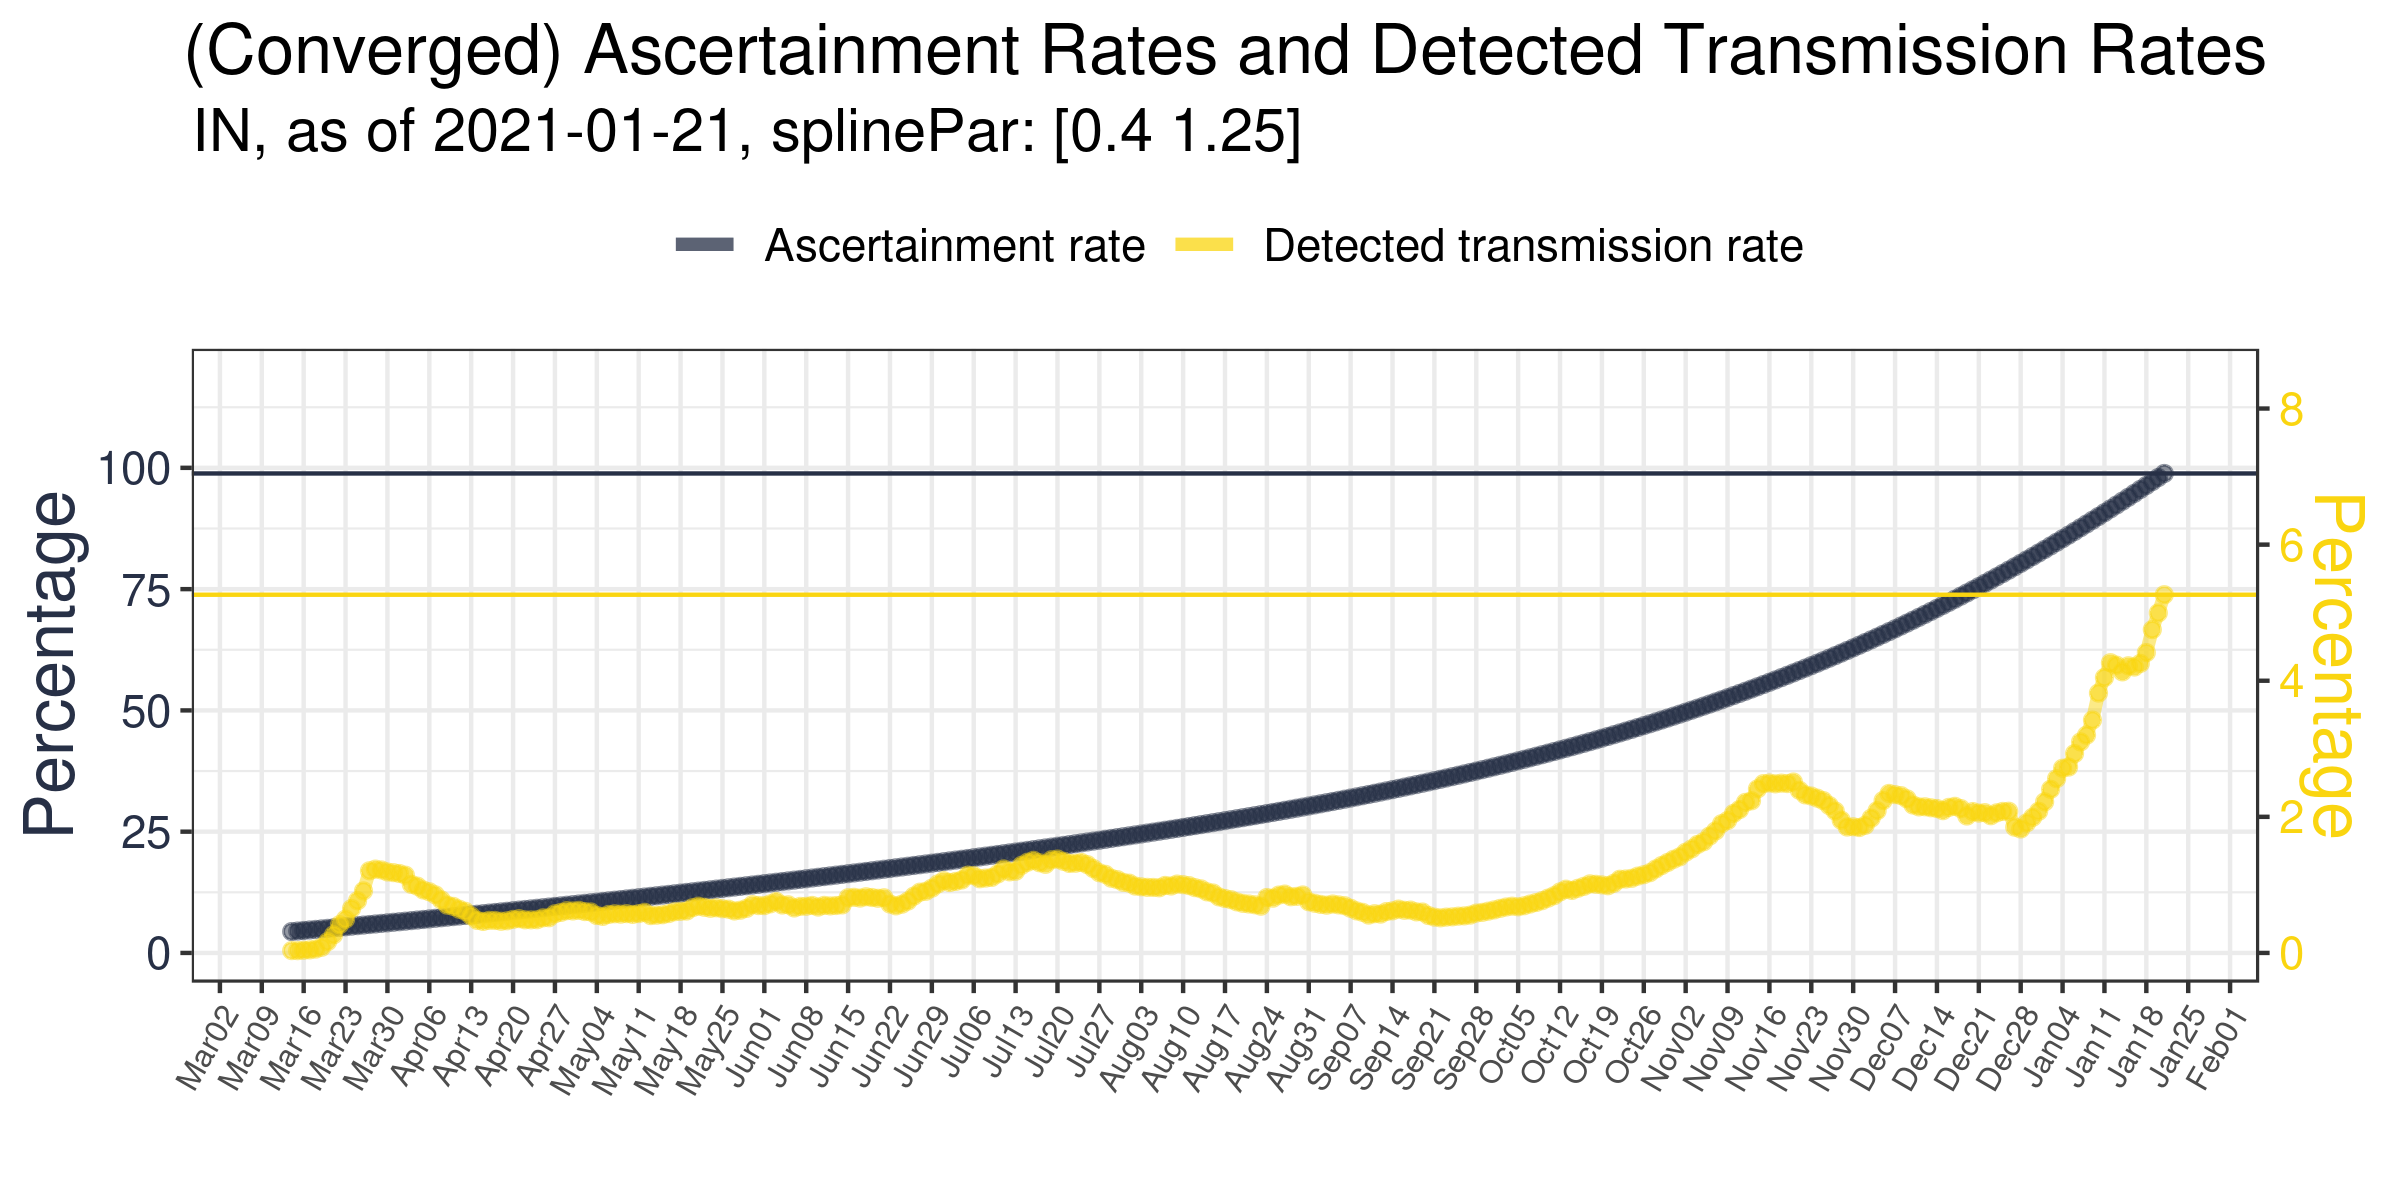 (Converged) Ascertainment Rates and Detected Transmission Rates
IN, as of 2021-01-21, splinePar: [0.4 1.25]
Ascertainment rate
Detected transmission rate
Percentage
100
75
50
25
0
8
6
4
2
0
Percentage
Mar02
Mar09
Mar16
Mar23
Mar30
Apr06
Apr13
Apr20
Apr27
May04
May11
May18
May25
Jun01
Jun08
Jun15
Jun22
Jun29
Jul06
Jul13
Jul20
Jul27
Aug03
Aug10
Aug17
Aug24
Aug31
Sep07
Sep14
Sep21
Sep28
Oct05
Oct12
Oct19
Oct26
Nov02
Nov09
Nov16
Nov23
Nov30
Dec07
Dec14
Dec21
Dec28
Jan04
Jan11
Jan18
Jan25
Feb01